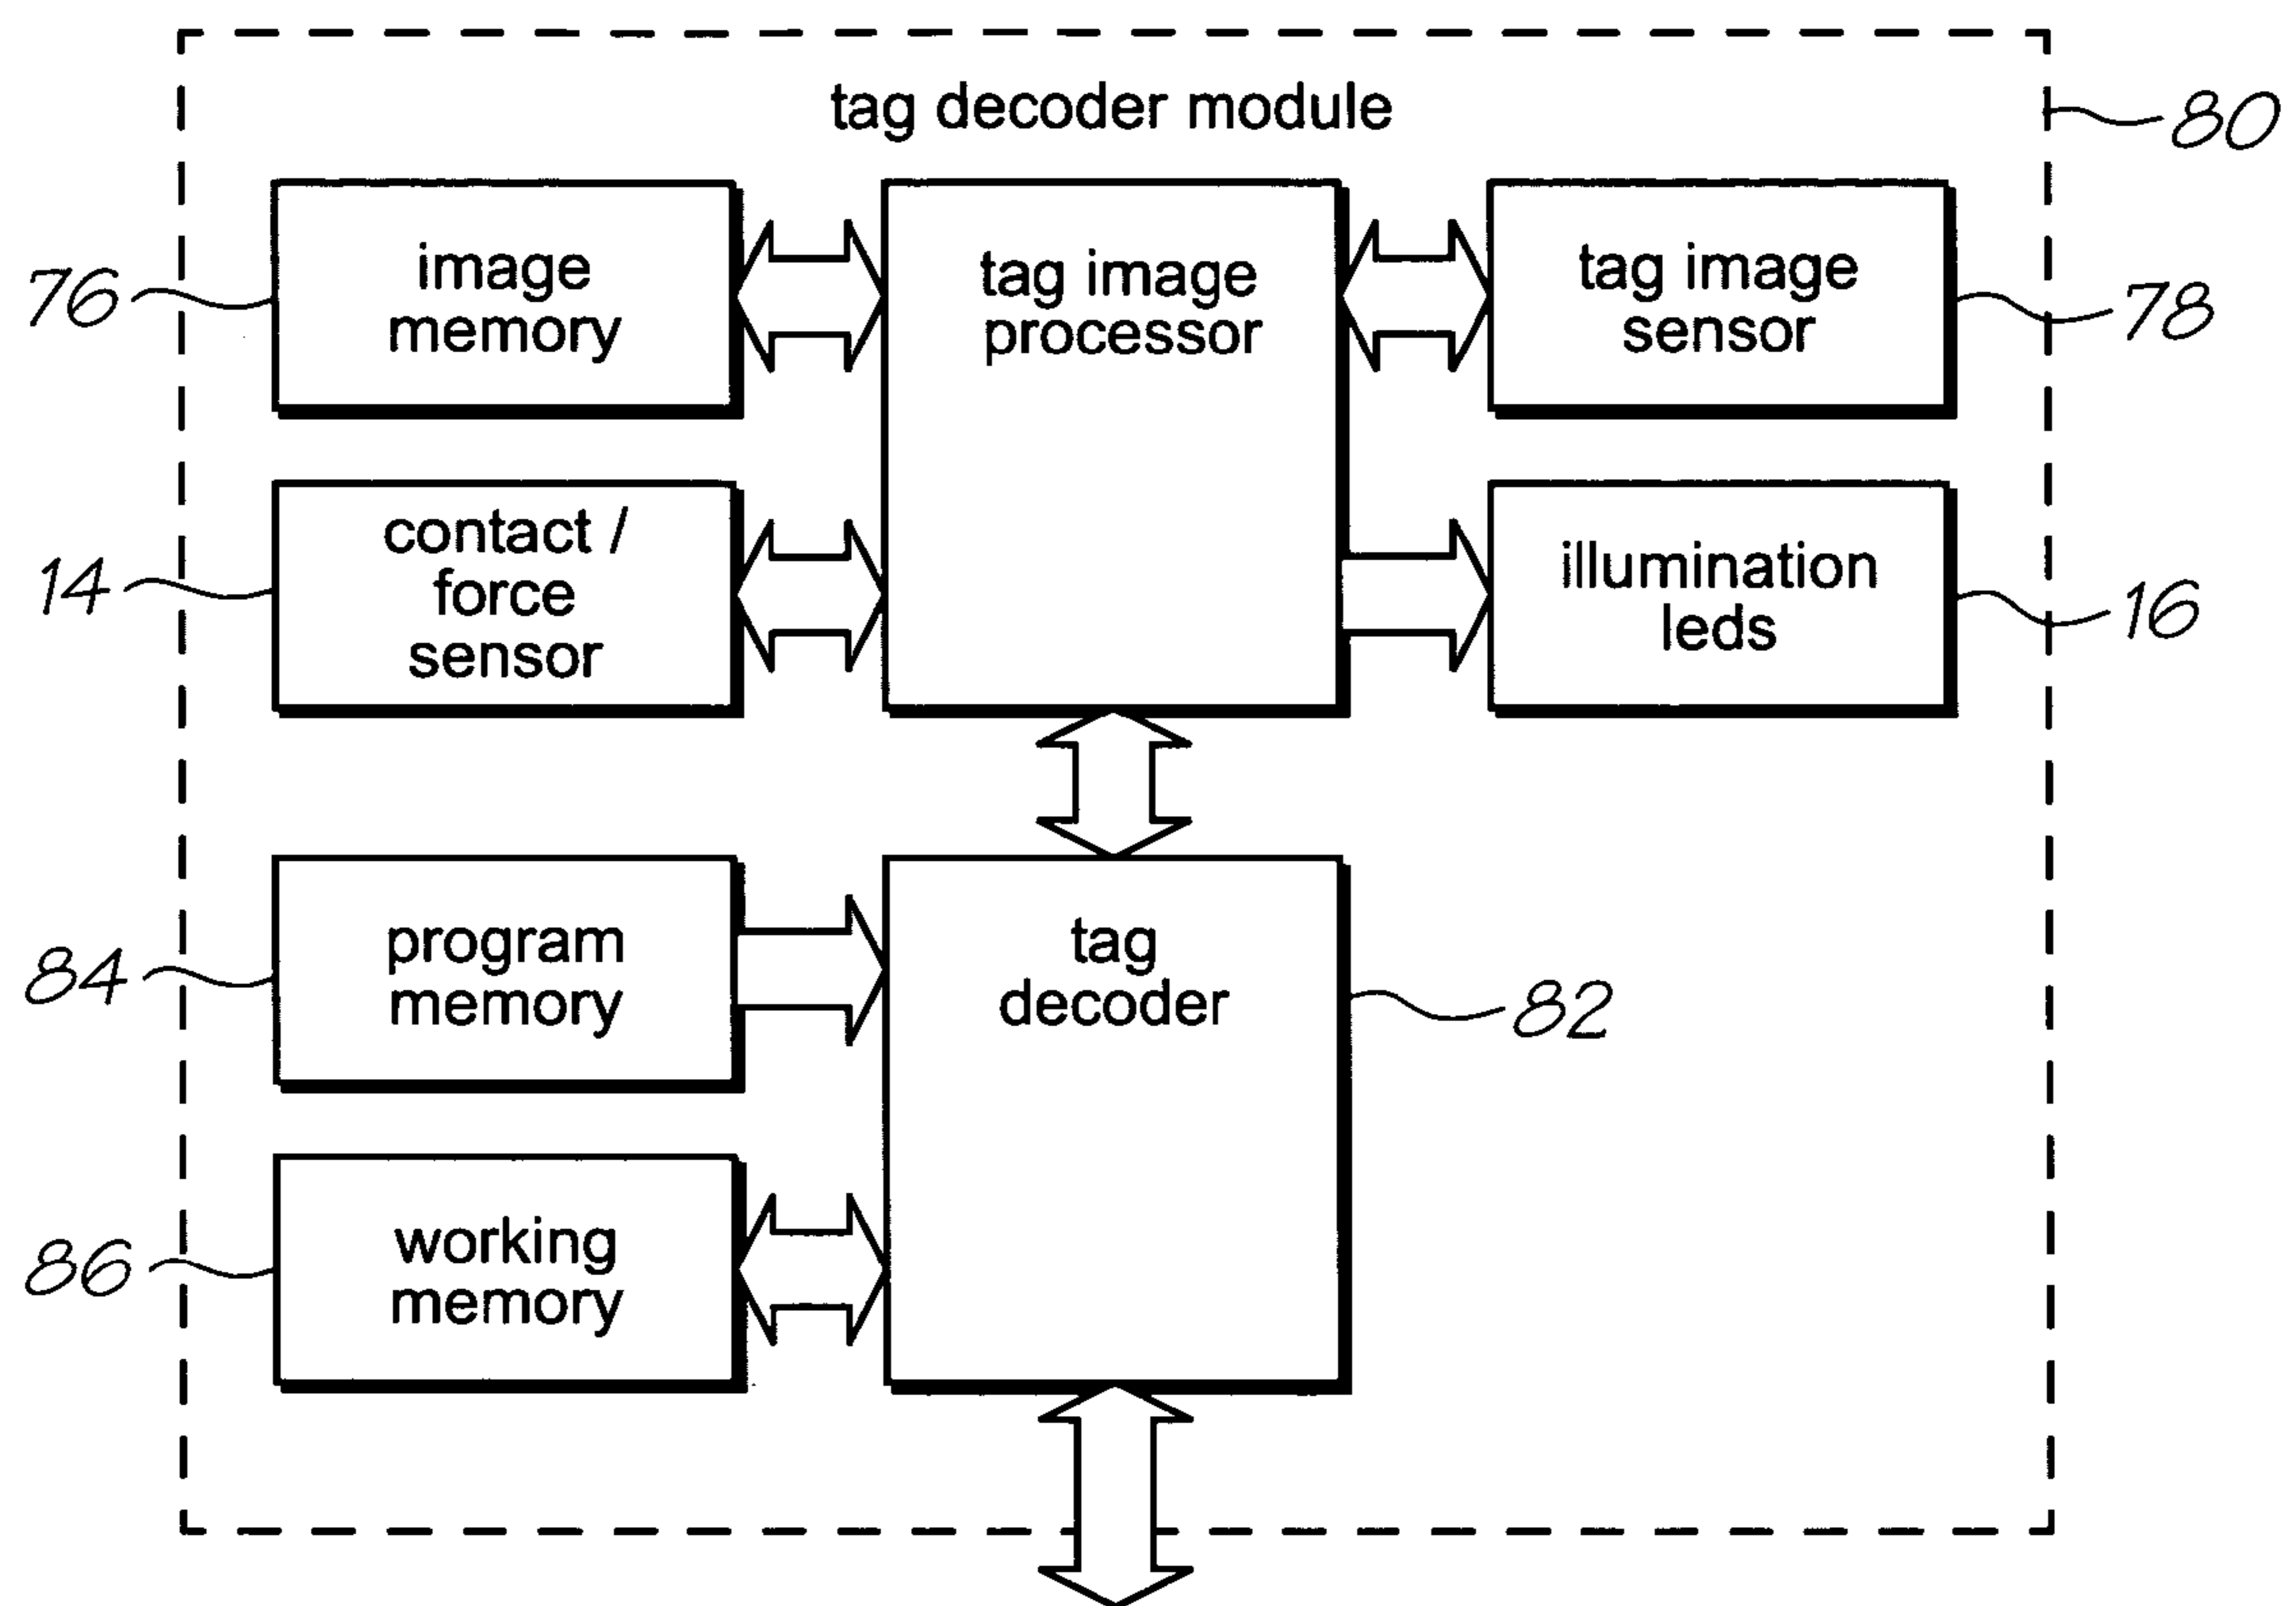 tag decoder module
80
76
image
memory
tag image
processor
tag image
sensor
78
14
contact /
force
sensor
illumination
leds
16
84
program
memory
tag
decoder
82
86
working
memory